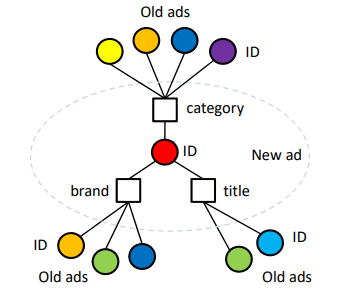 Old ads
ID
category
ID
New ad
brand
title
ID
ID
Old ads
Old ads